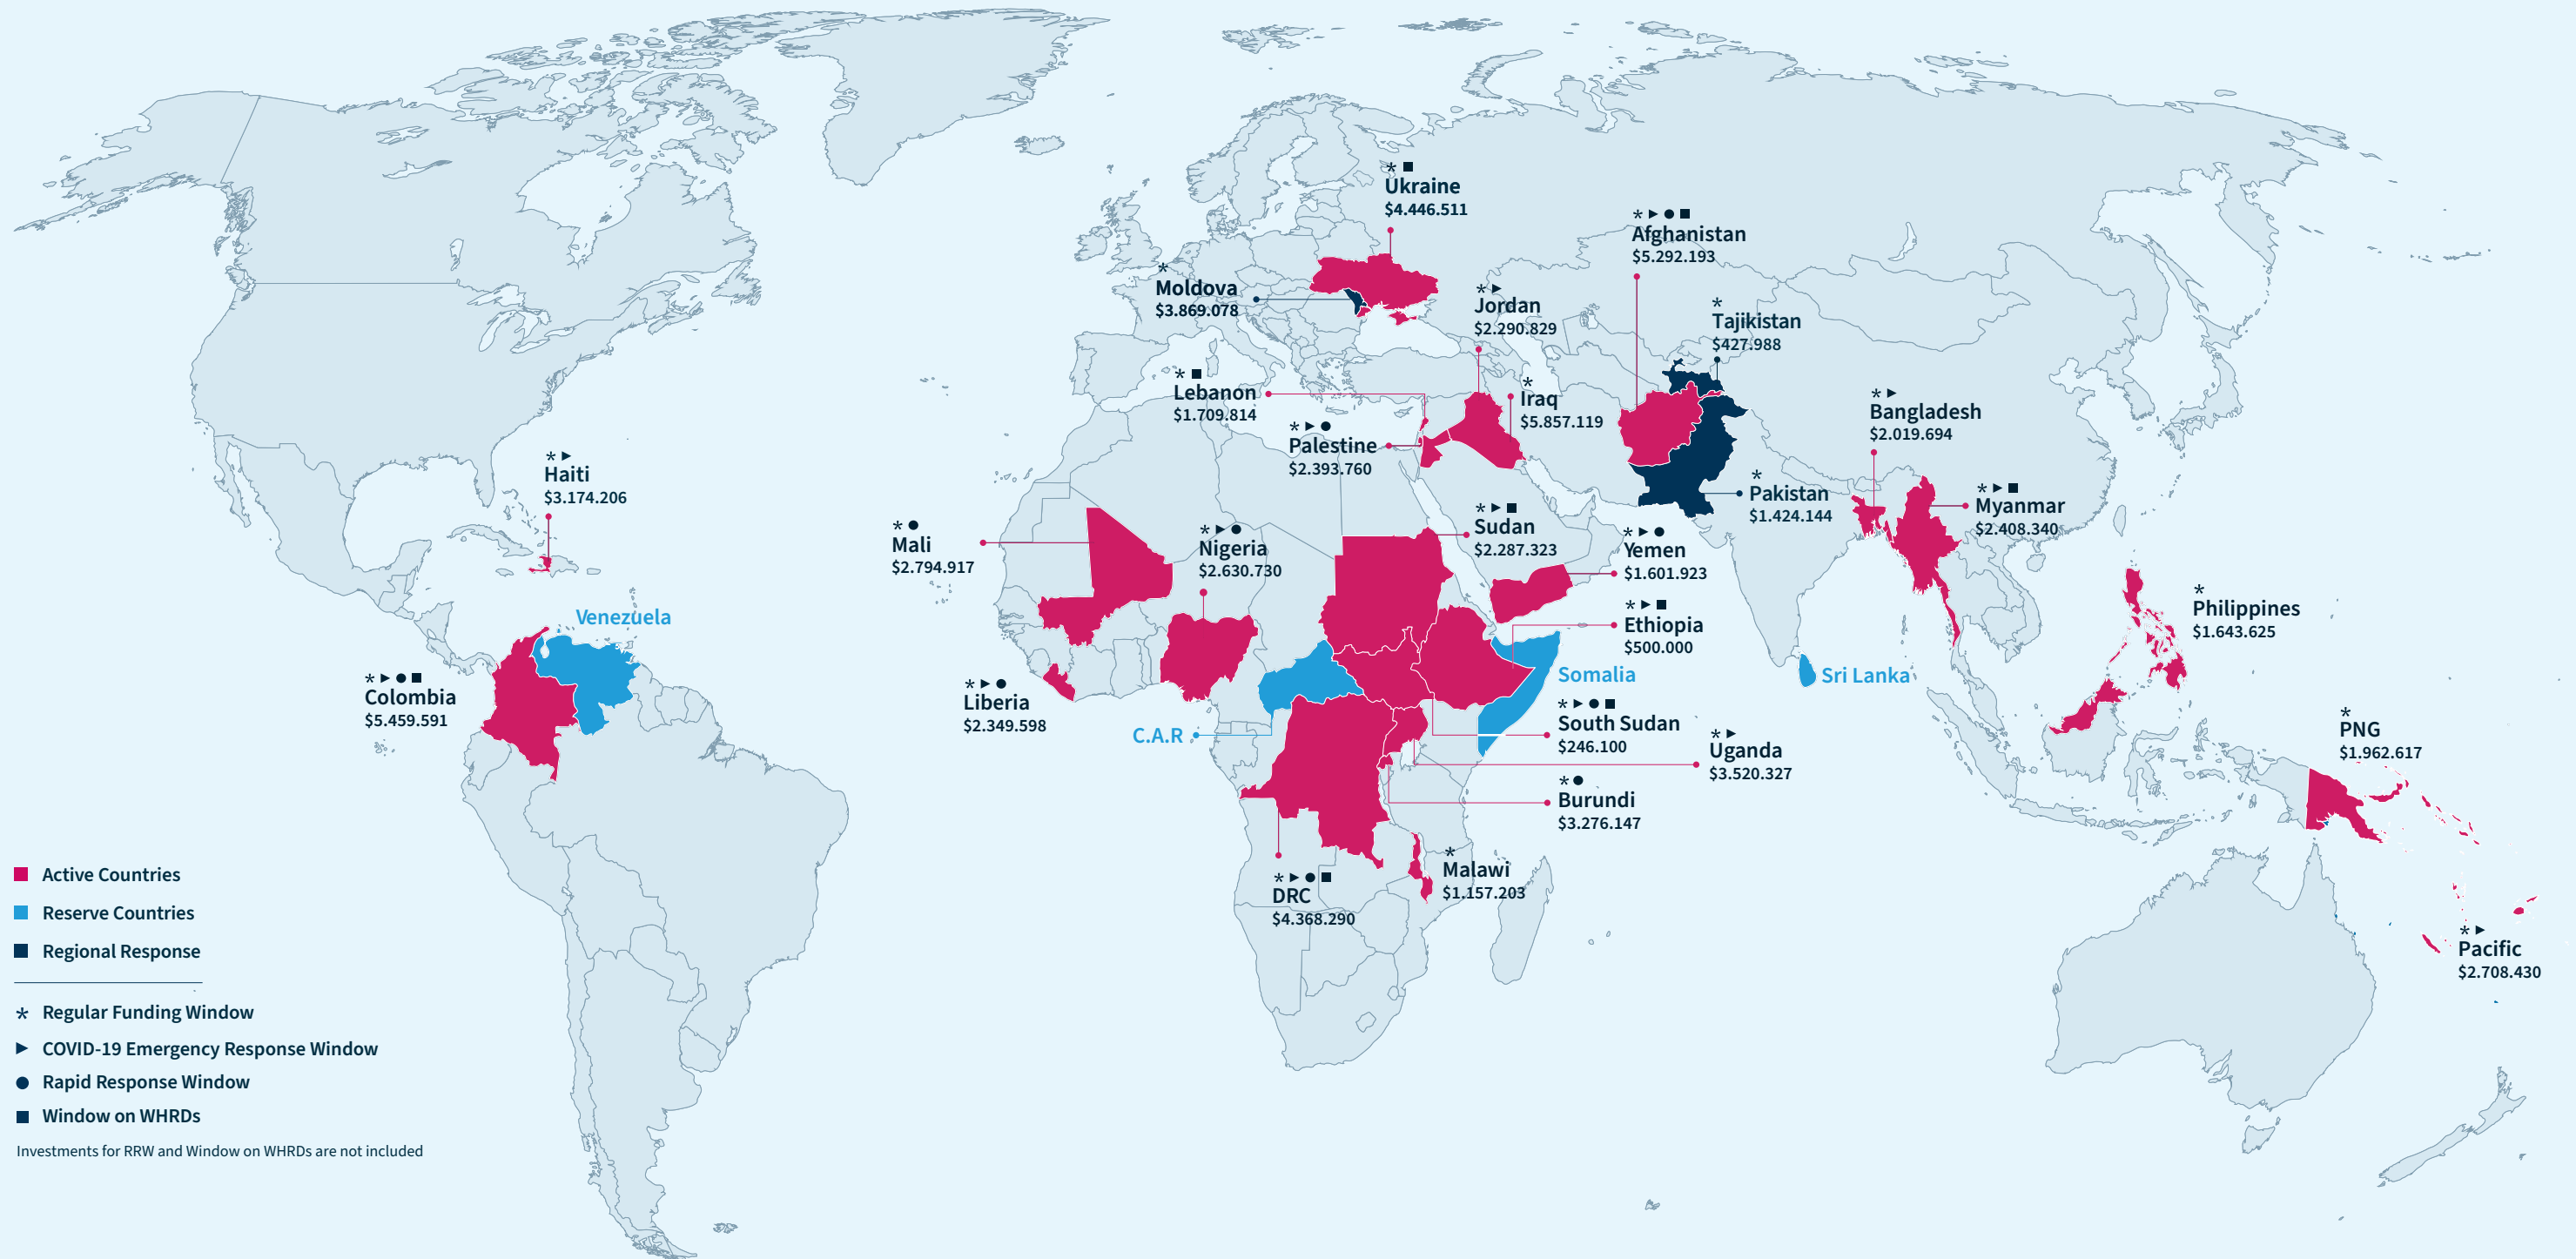 * ■
Ukraine
$4.446.511
* ► ● ■
Afghanistan
$5.292.193
*
Moldova
$3.869.078
* ►
Jordan
$2.290.829
*
Tajikistan
$427.988
* ■
Lebanon
$1.709.814
*
Iraq
$5.857.119
* ►
Bangladesh
$2.019.694
* ► ●
Palestine
$2.393.760
* ►
Haiti
$3.174.206
*
Pakistan
$1.424.144
* ► ■
Myanmar
$2.408.340
* ●
Mali
$2.794.917
* ► ●
Nigeria
$2.630.730
* ► ■
Sudan
$2.287.323
* ► ●
Yemen
$1.601.923
*
Philippines
$1.643.625
Venezuela
* ► ■
Ethiopia
$500.000
* ► ● ■
Colombia
$5.459.591
* ► ●
Liberia
$2.349.598
Somalia
Sri Lanka
C.A.R
* ► ● ■
South Sudan
$246.100
* ►
Uganda
$3.520.327
*
PNG
$1.962.617
* ●
Burundi
$3.276.147
* ► ● ■
DRC
$4.368.290
*
Malawi
$1.157.203
* ►
Pacific
$2.708.430
Active Countries
Reserve Countries
Regional Response
* Regular Funding Window
► COVID-19 Emergency Response Window
● Rapid Response Window
■ Window on WHRDs
Investments for RRW and Window on WHRDs are not included